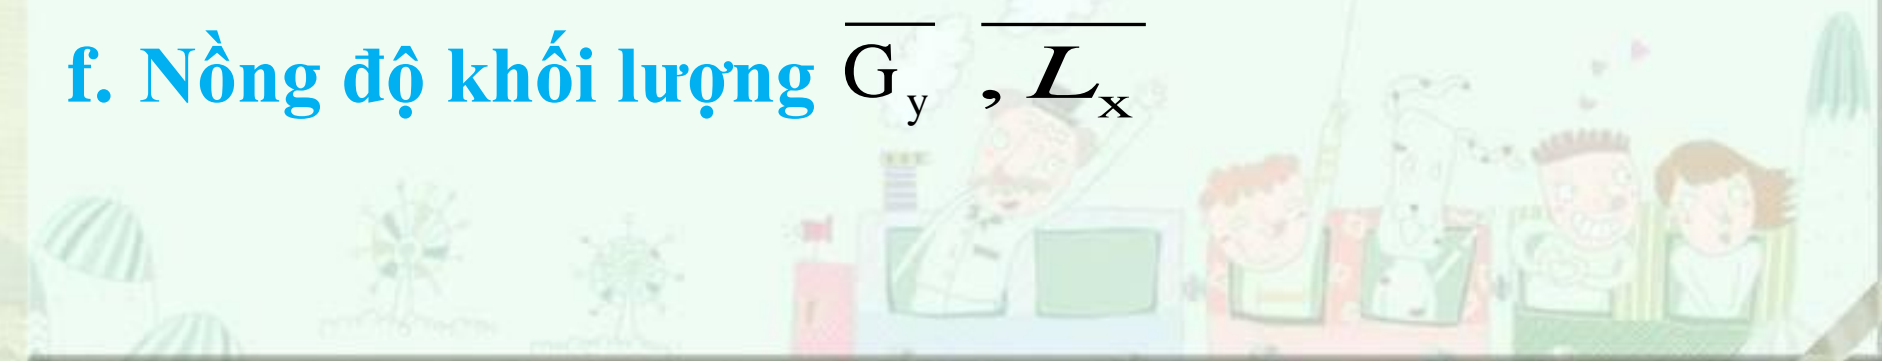 f. Nồng độ khối lượng G̅y , L̅x